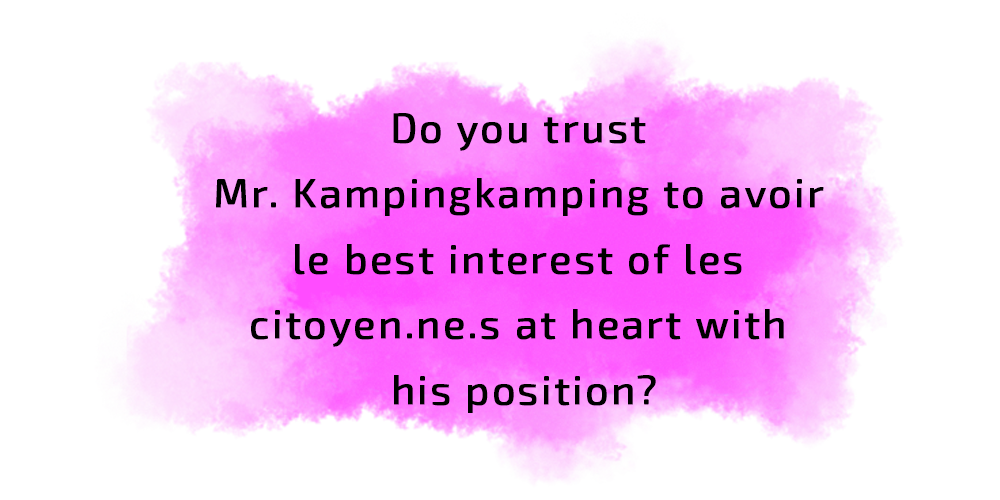 Do you trust
Mr. Kampingkamping to avoir
le best interest of les
citoyen.ne.s at heart with
his position?